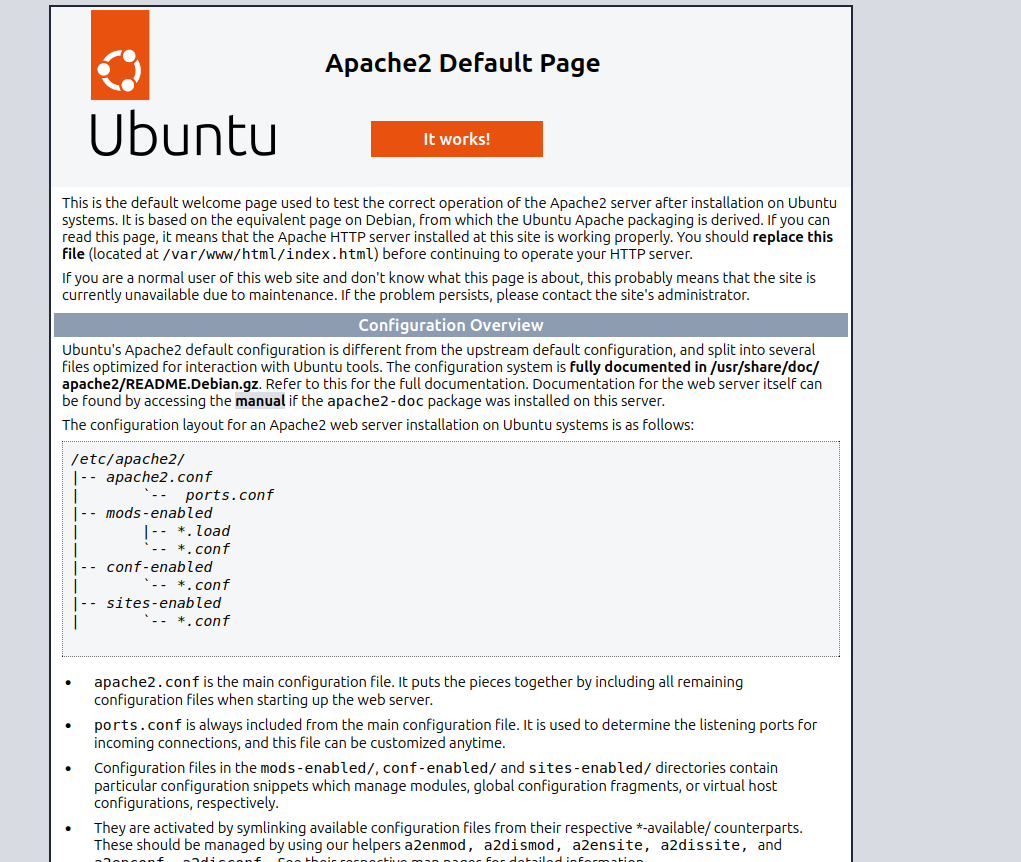 Apache2 Default Page
Ubuntu
It works!
This is the default welcome page used to test the correct operation of the Apache2 server after installation on Ubuntu
systems. It is based on the equivalent page on Debian, from which the Ubuntu Apache packaging is derived. If you can
read this page, it means that the Apache HTTP server installed at this site is working properly. You should replace this
file (located at /var/www/html/index.html) before continuing to operate your HTTP server.
If you are a normal user of this web site and don't know what this page is about, this probably means that the site is
currently unavailable due to maintenance. If the problem persists, please contact the site's administrator.
Configuration Overview
Ubuntu's Apache2 default configuration is different from the upstream default configuration, and split into several
files optimized for interaction with Ubuntu tools. The configuration system is fully documented in /usr/share/doc/
apache2/README.Debian.gz. Refer to this for the full documentation. Documentation for the web server itself can
be found by accessing the manual if the apache2-doc package was installed on this server.
The configuration layout for an Apache2 web server installation on Ubuntu systems is as follows:
/etc/apache2/
|-- apache2.conf
|       `--  ports.conf
|-- mods-enabled
|       |-- *.load
|       `-- *.conf
|-- conf-enabled
|       `-- *.conf
|-- sites-enabled
|       `-- *.conf
• apache2.conf is the main configuration file. It puts the pieces together by including all remaining
configuration files when starting up the web server.
• ports.conf is always included from the main configuration file. It is used to determine the listening ports for
incoming connections, and this file can be customized anytime.
• Configuration files in the mods-enabled/, conf-enabled/ and sites-enabled/ directories contain
particular configuration snippets which manage modules, global configuration fragments, or virtual host
configurations, respectively.
• They are activated by symlinking available configuration files from their respective *-available/ counterparts.
These should be managed by using our helpers a2enmod, a2dismod, a2ensite, a2dissite, and
a2enconf, a2disconf. See their respective man pages for detailed information.